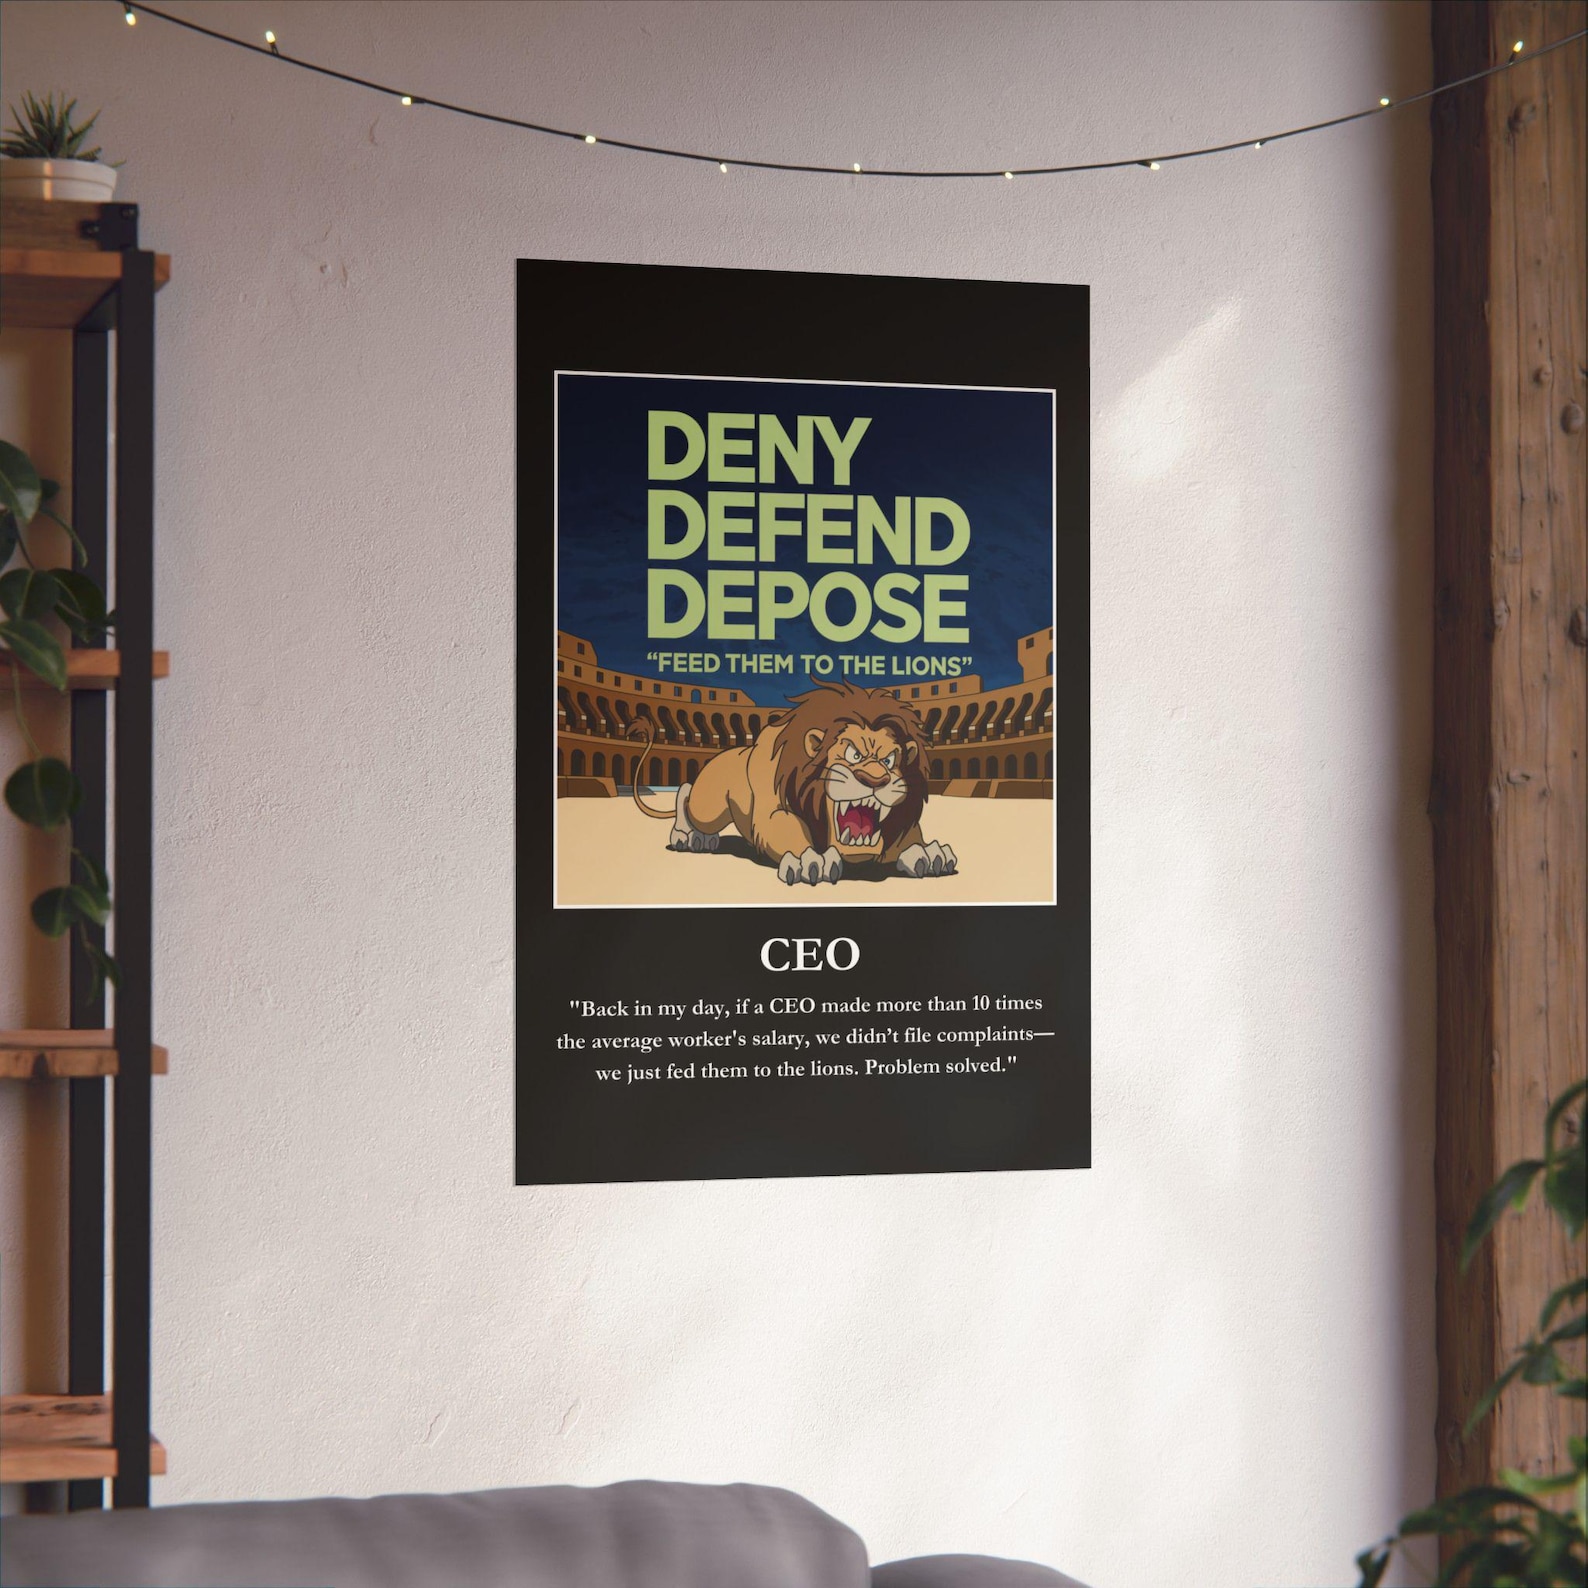 DENY
DEFEND
DEPOSE
“FEED THEM TO THE LIONS”
CEO
"Back in my day, if a CEO made more than 10 times
the average worker's salary, we didn’t file complaints—
we just fed them to the lions. Problem solved."